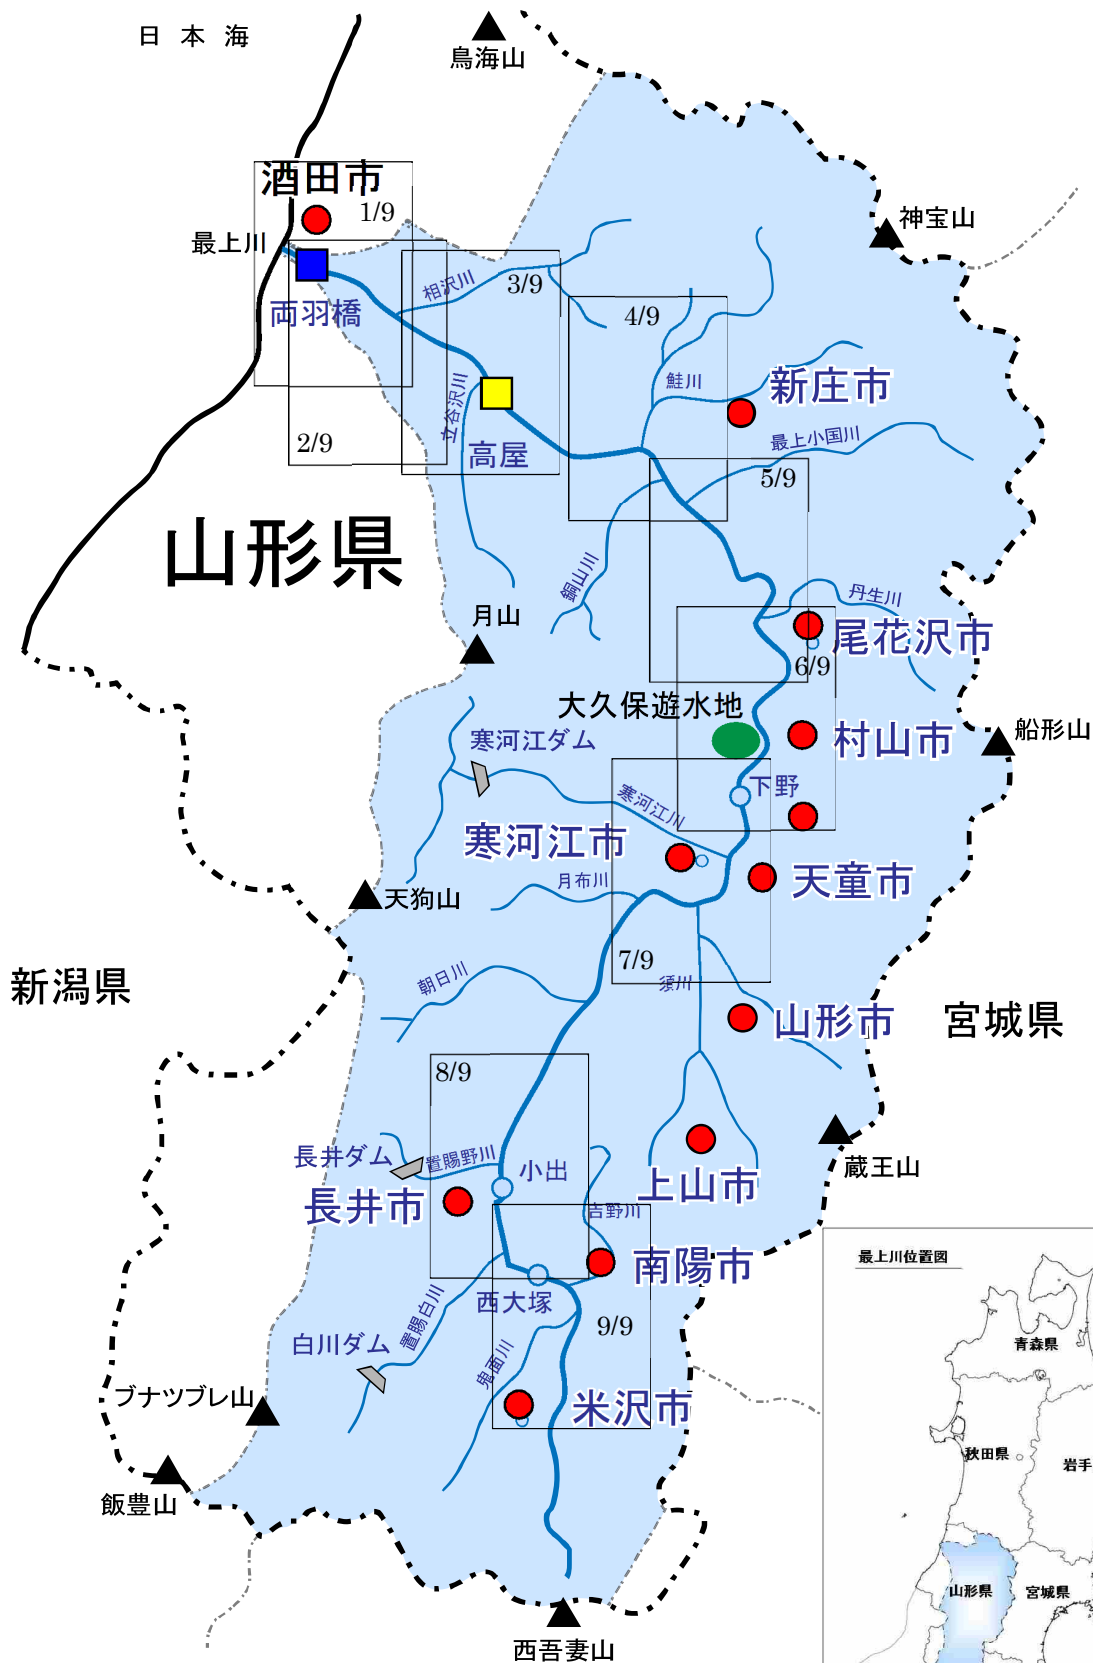 日本海
鳥海山
酒田市
1/9
神宝山
最上川
相沢川
3/9
両羽橋
4/9
鮭川
新庄市
立谷沢川
2/9
高屋
最上小国川
5/9
山形県
銅山川
丹生川
月山
尾花沢市
6/9
大久保遊水地
船形山
寒河江ダム
村山市
下野
寒河江川
寒河江市
月布川
天童市
天狗山
7/9
朝日川
須川
新潟県
山形市
宮城県
8/9
長井ダム
置賜野川
小出
蔵王山
長井市
上山市
吉野川
南陽市
最上川位置図
西大塚
置賜白川
9/9
白川ダム
鬼面川
青森県
ブナツブレ山
米沢市
秋田県
岩手
飯豊山
山形県
宮城県
西吾妻山